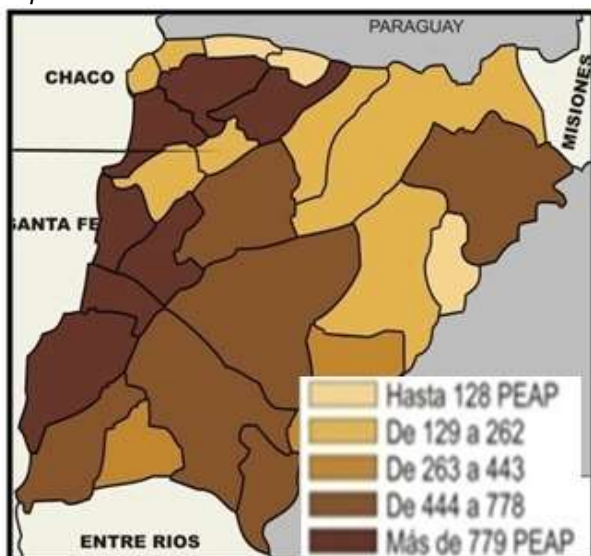 PARAGUAY
CHACO
MISIONES
SANTA FE
Hasta 128 PEAP
De 129 a 262
De 263 a 443
De 444 a 778
Más de 779 PEAP
ENTRE RIOS